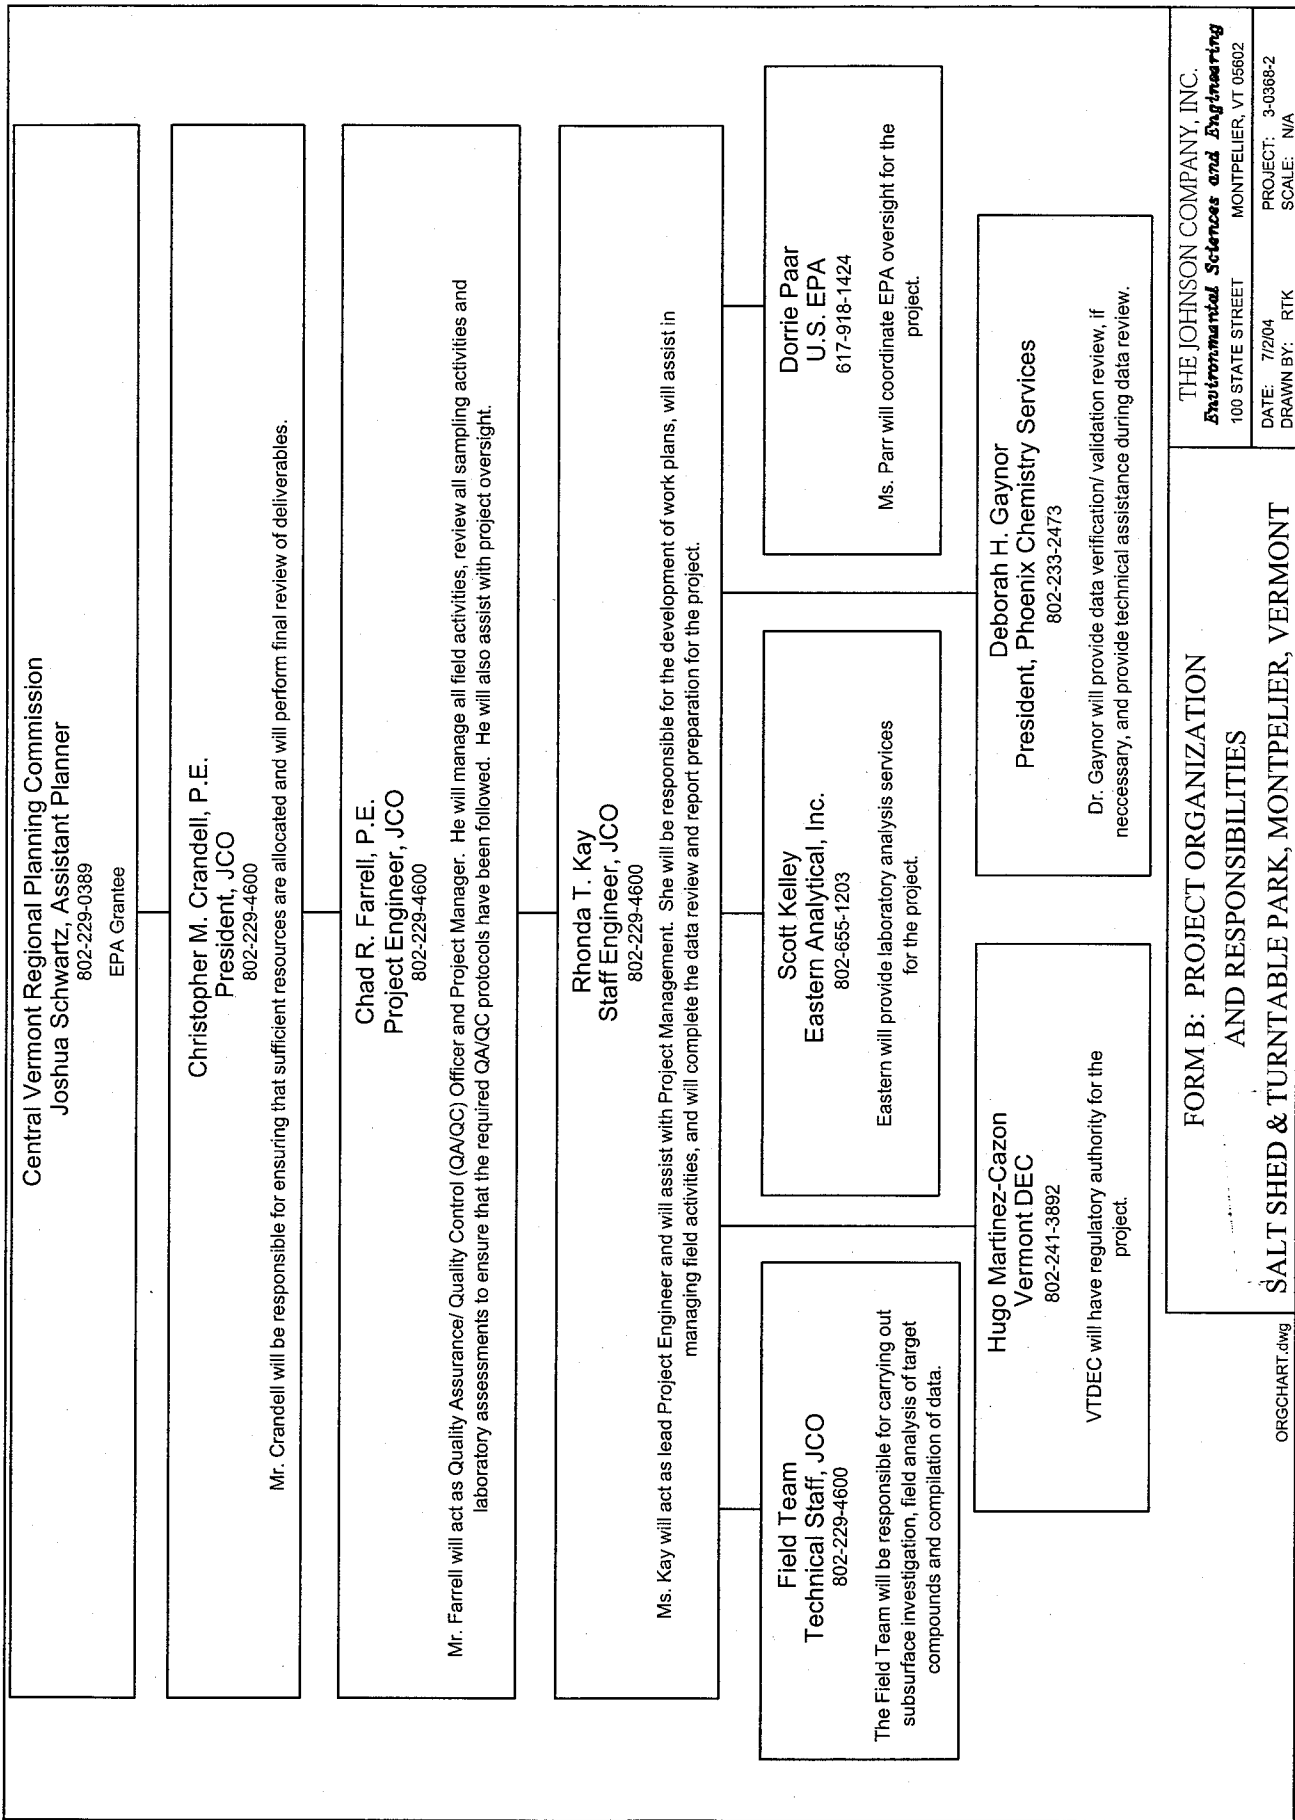 Central Vermont Regional Planning Commission
Joshua Schwartz, Assistant Planner
802-229-0389
EPA Grantee
Christopher M. Crandell, P.E.
President, JCO
802-229-4600
Mr. Crandell will be responsible for ensuring that sufficient resources are allocated and will perform final review of deliverables.
Chad R. Farrell, P.E.
Project Engineer, JCO
802-229-4600
Mr. Farrell will act as Quality Assurance/ Quality Control (QA/QC) Officer and Project Manager. He will manage all field activities, review all sampling activities and
laboratory assessments to ensure that the required QA/QC protocols have been followed. He will also assist with project oversight.
Rhonda T. Kay
Staff Engineer, JCO
802-229-4600
Ms. Kay will act as lead Project Engineer and will assist with Project Management. She will be responsible for the development of work plans, will assist in
managing field activities, and will complete the data review and report preparation for the project.
Field Team
Technical Staff, JCO
802-229-4600
The Field Team will be responsible for carrying out
subsurface investigation, field analysis of target
compounds and compilation of data.
Scott Kelley
Eastern Analytical, Inc.
802-655-1203
Eastern will provide laboratory analysis services
for the project.
Dorrie Paar
U.S. EPA
617-918-1424
Ms. Parr will coordinate EPA oversight for the
project.
Hugo Martinez-Cazon
Vermont DEC
802-241-3892
VTDEC will have regulatory authority for the
project.
Deborah H. Gaynor
President, Phoenix Chemistry Services
802-233-2473
Dr. Gaynor will provide data verification/ validation review, if
neccessary, and provide technical assistance during data review.
ORGCHART.dwg
FORM B: PROJECT ORGANIZATION
AND RESPONSIBILITIES
SALT SHED & TURNTABLE PARK, MONTPELIER, VERMONT
THE JOHNSON COMPANY, INC.
Environmental Sciences and Engineering
100 STATE STREET MONTPELIER, VT 05602
DATE: 7/2/04 PROJECT: 3-0368-2
DRAWN BY: RTK SCALE: N/A